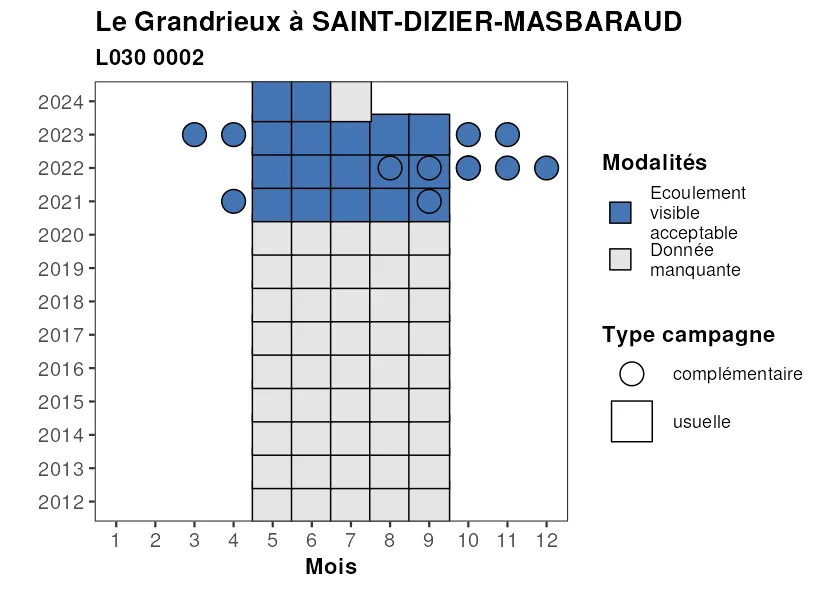 Le Grandrieux à SAINT-DIZIER-MASBARAUD
L030 0002
2024
2023
2022
2021
2020
2019
2018
2017
2016
2015
2014
2013
2012
1 2 3 4 5 6 7 8 9 10 11 12
Mois
Modalités
Ecoulement
visible
acceptable
Donnée
manquante
Type campagne
complémentaire
usuelle